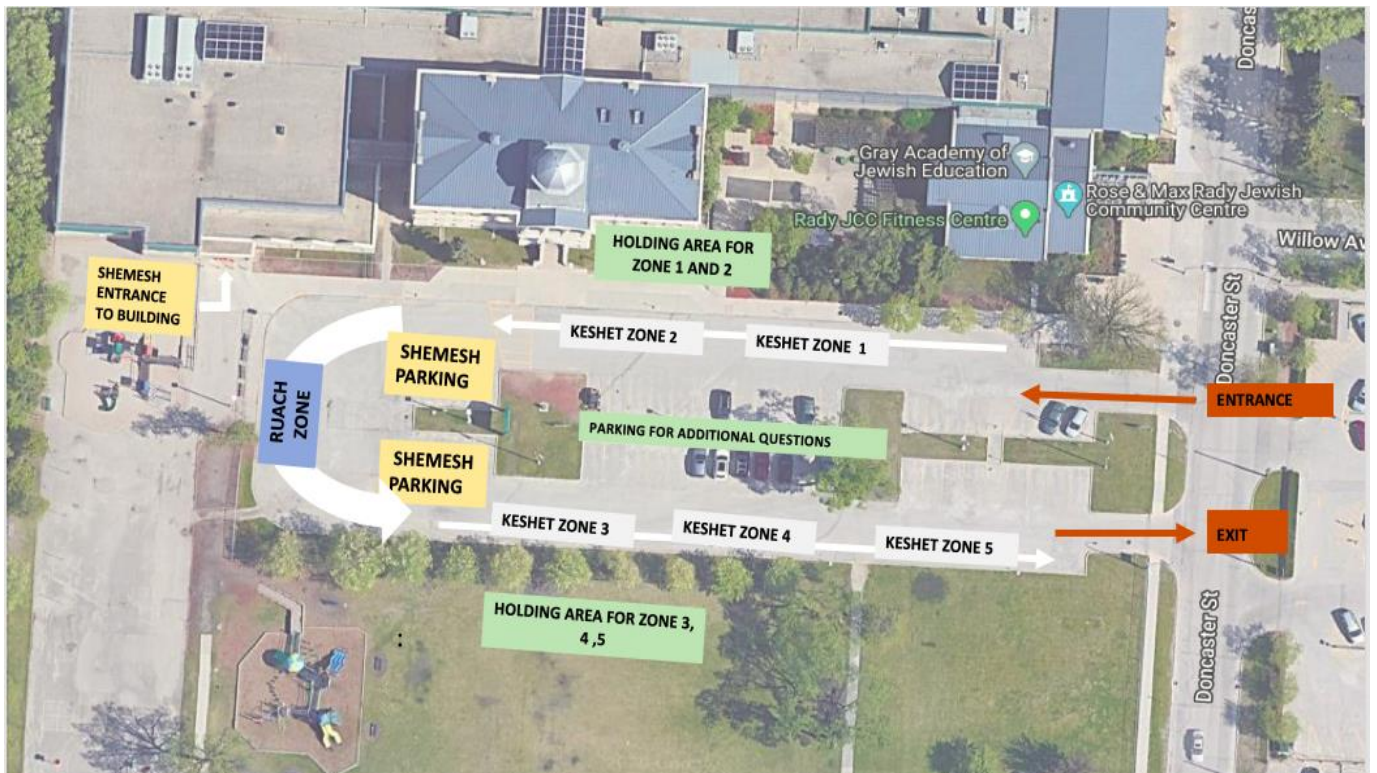 Doncaster
Gray Academy of
Jewish Education
Rose & Max Rady Jewish
Community Centre
Rady JCC Fitness Centre
Willow Av
HOLDING AREA FOR
ZONE 1 AND 2
SHEMESH
ENTRANCE
TO BUILDING
KESHET ZONE 2
KESHET ZONE 1
Doncaster St
SHEMESH
PARKING
RUACH
ZONE
ENTRANCE
PARKING FOR ADDITIONAL QUESTIONS
SHEMESH
PARKING
KESHET ZONE 3
KESHET ZONE 4
KESHET ZONE 5
EXIT
HOLDING AREA FOR ZONE 3,
4 ,5
:
Doncaster St